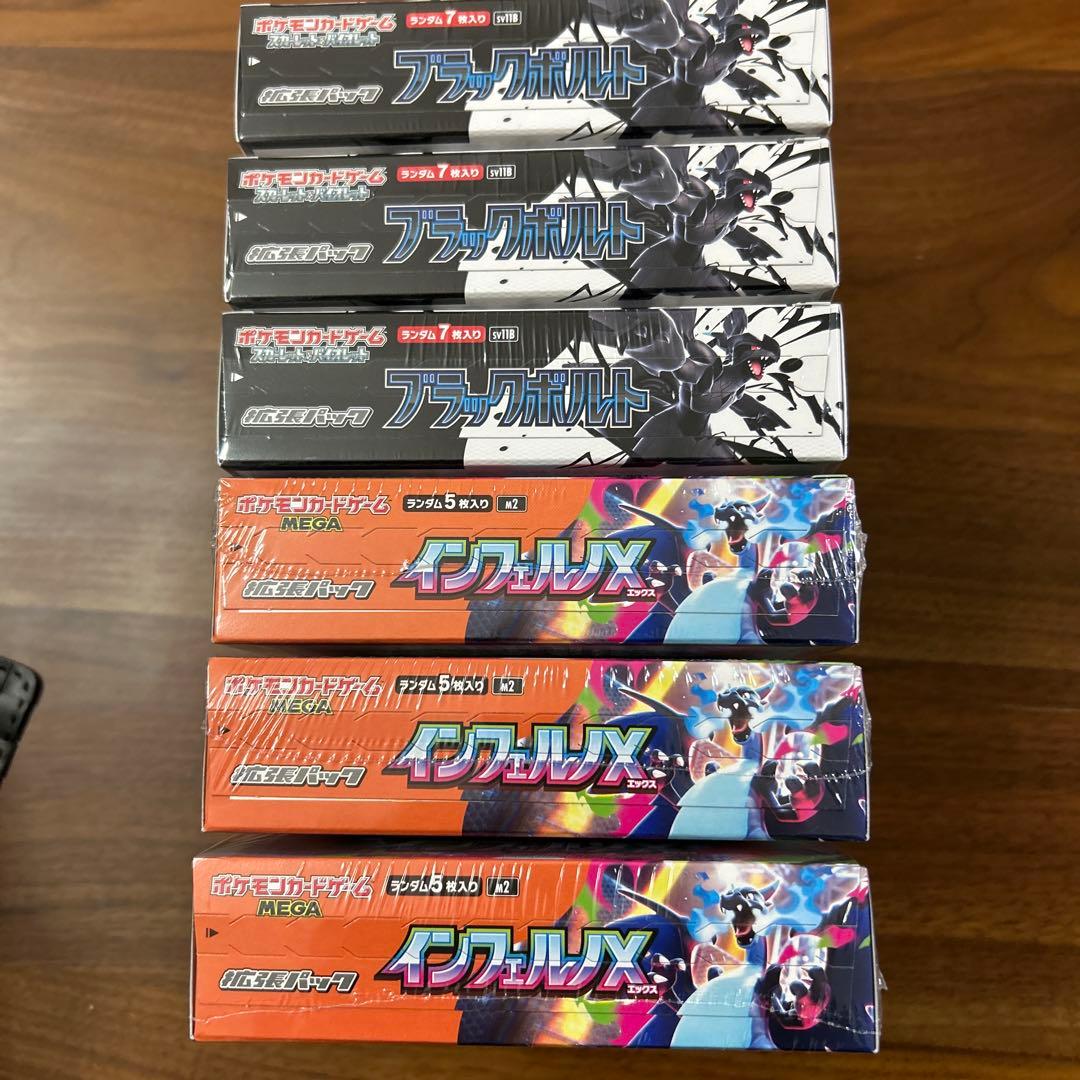 ポケモンカードゲーム
スカーレット&バイオレット
ランダム7枚入り sv11B
拡張パック
ブラックボルト
ポケモンカードゲーム
スカーレット&バイオレット
ランダム7枚入り sv11B
拡張パック
ブラックボルト
ポケモンカードゲーム
スカーレット&バイオレット
ランダム7枚入り sv11B
拡張パック
ブラックボルト
ポケモンカードゲーム
MEGA
ランダム5枚入り M2
拡張パック
インフェルノX
エックス
ポケモンカードゲーム
MEGA
ランダム5枚入り M2
拡張パック
インフェルノX
エックス
ポケモンカードゲーム
MEGA
ランダム5枚入り M2
拡張パック
インフェルノX
エックス